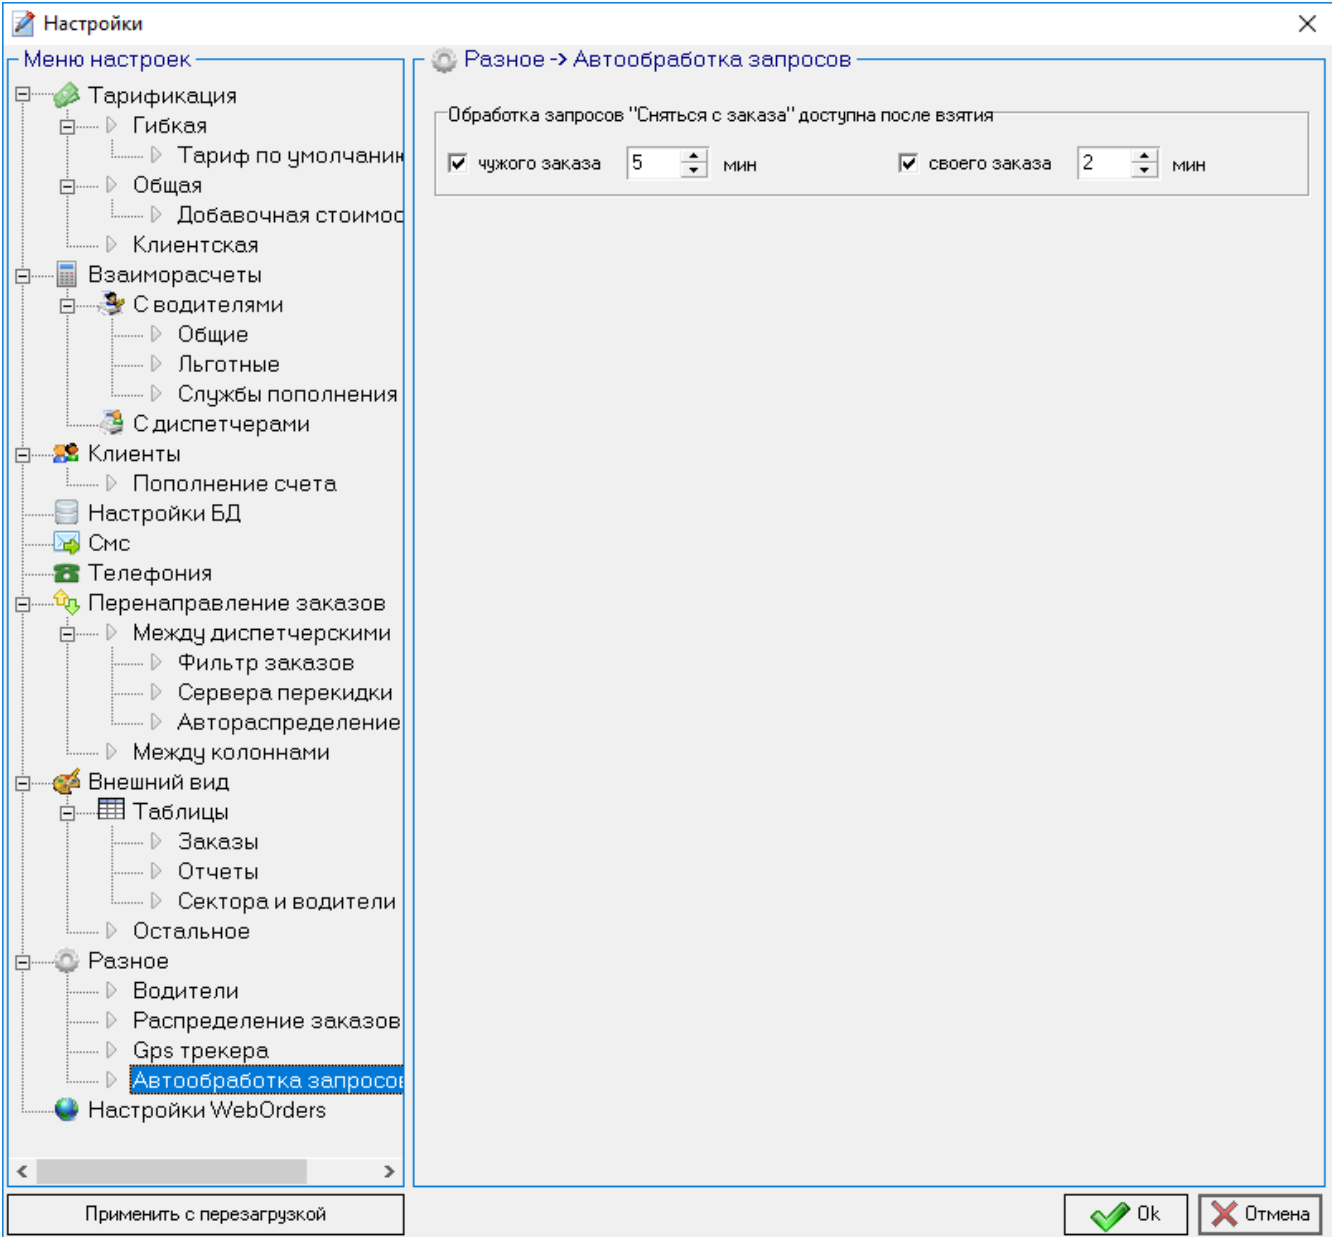 Настройки
Меню настроек
Тарификация
Гибкая
Тариф по умолчани
Общая
Добавочная стоимос
Клиентская
Взаиморасчеты
С водителями
Общие
Льготные
Службы пополнения
С диспетчерами
Клиенты
Пополнение счета
Настройки БД
Смс
Телефония
Перенаправление заказов
Между диспетчерскими
Фильтр заказов
Сервера перекидки
Автораспределение
Между колоннами
Внешний вид
Таблицы
Заказы
Отчеты
Сектора и водители
Остальное
Разное
Водители
Распределение заказов
Gps трекера
Автообработка запросов
Настройки WebOrders
Применить с перезагрузкой
Разное -> Автообработка запросов
Обработка запросов "Сняться с заказа" доступна после взятия
чужого заказа 5 мин своего заказа 2 мин
Ok Отмена